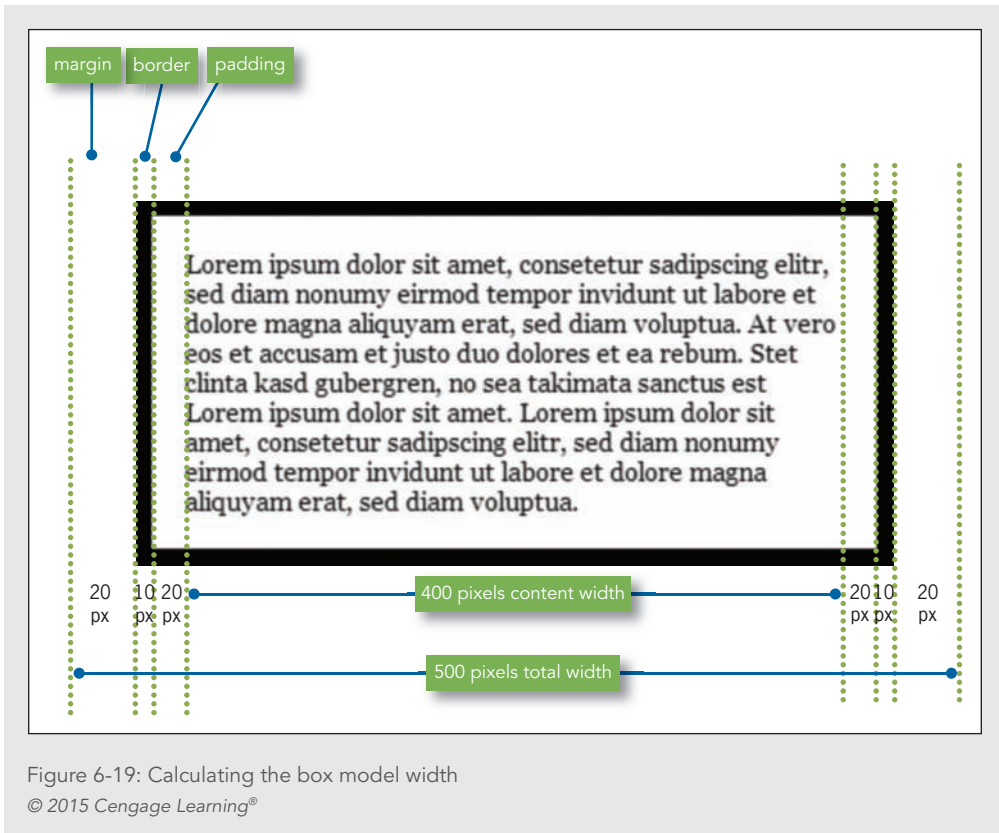 margin border padding
Lorem ipsum dolor sit amet, consetetur sadipscing elitr,
sed diam nonumy eirmod tempor invidunt ut labore et
dolore magna aliquyam erat, sed diam voluptua. At vero
eos et accusam et justo duo dolores et ea rebum. Stet
clinta kasd gubergren, no sea takimata sanctus est
Lorem ipsum dolor sit amet. Lorem ipsum dolor sit
amet, consetetur sadipscing elitr, sed diam nonumy
eirmod tempor invidunt ut labore et dolore magna
aliquyam erat, sed diam voluptua.
20 10 20 400 pixels content width 20 10 20
px px px px px px
500 pixels total width
Figure 6-19: Calculating the box model width
© 2015 Cengage Learning®